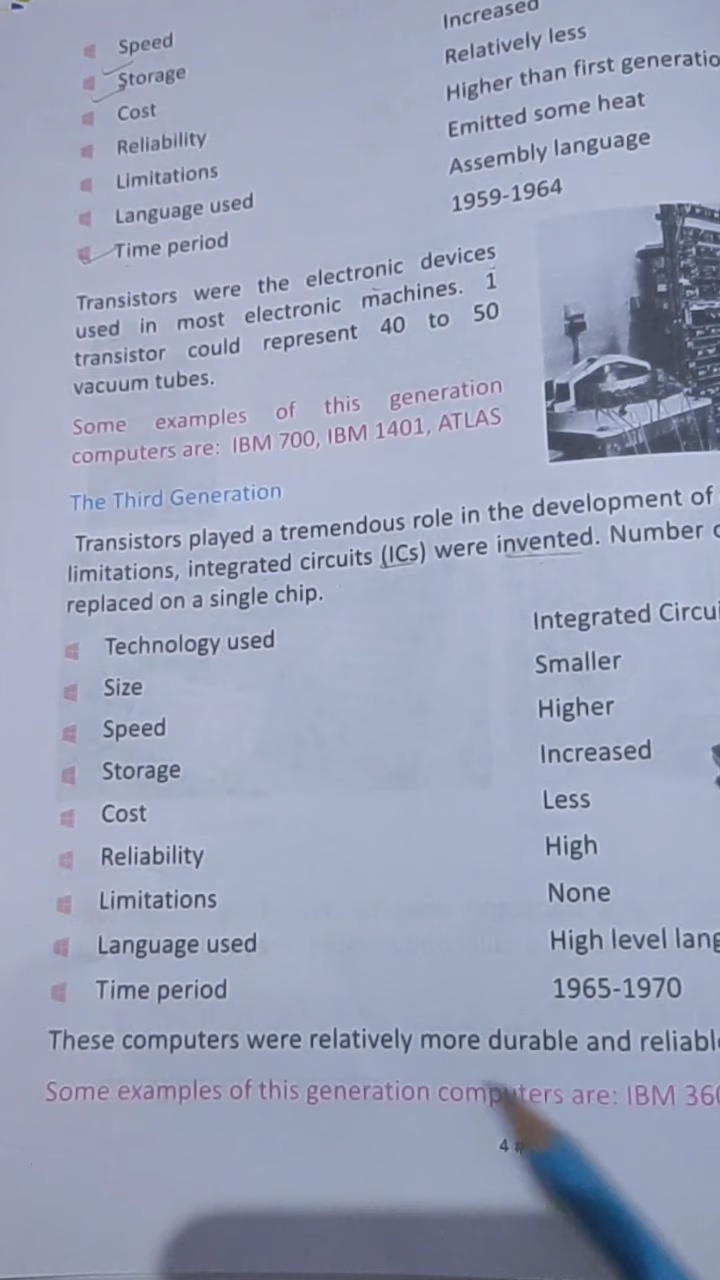 Speed Increased
Storage Relatively less
Cost Higher than first
Reliability Emitted some heat
Limitations Assembly language
Language used 1959-1964
Time period
Transistors were the electronic devices
used in most electronic machines. 1
transistor could represent 40 to 50
vacuum tubes.
Some examples of this generation
computers are: IBM 700, IBM 1401, ATLAS
The Third Generation
Transistors played a tremendous role in the development of
limitations, integrated circuits (ICs) were invented. Number
replaced on a single chip.
Technology used Integrated
Size Smaller
Speed Higher
Storage Increased
Cost Less
Reliability High
Limitations None
Language used High level
Time period 1965-1970
These computers were relatively more durable and
Some examples of this generation computers are: IBM
4